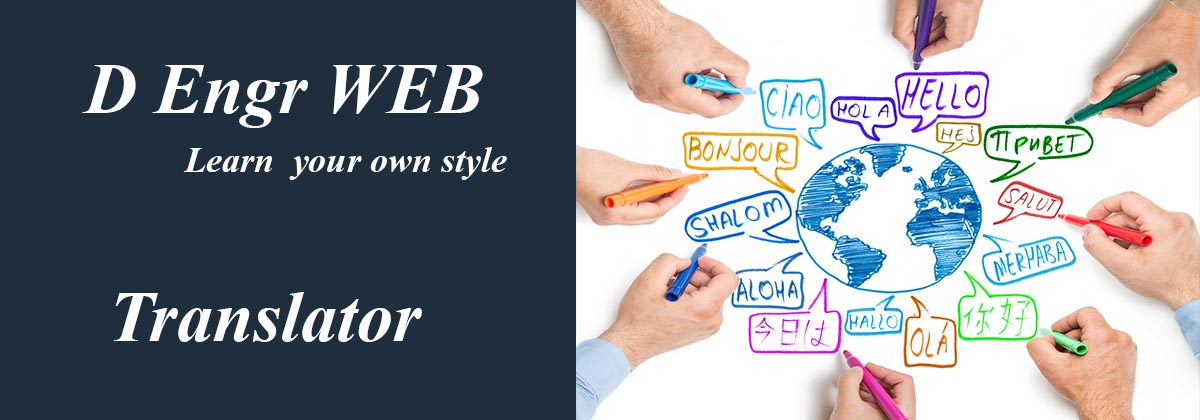 D Engr WEB
Learn your own style
Translator
CIAO
HOLA
HELLO
HEJ
ПРИВЕТ
BONJOUR
SALUT
SHALOM
MERHABA
ALOHA
今日は
HALLO
OLÁ
你好